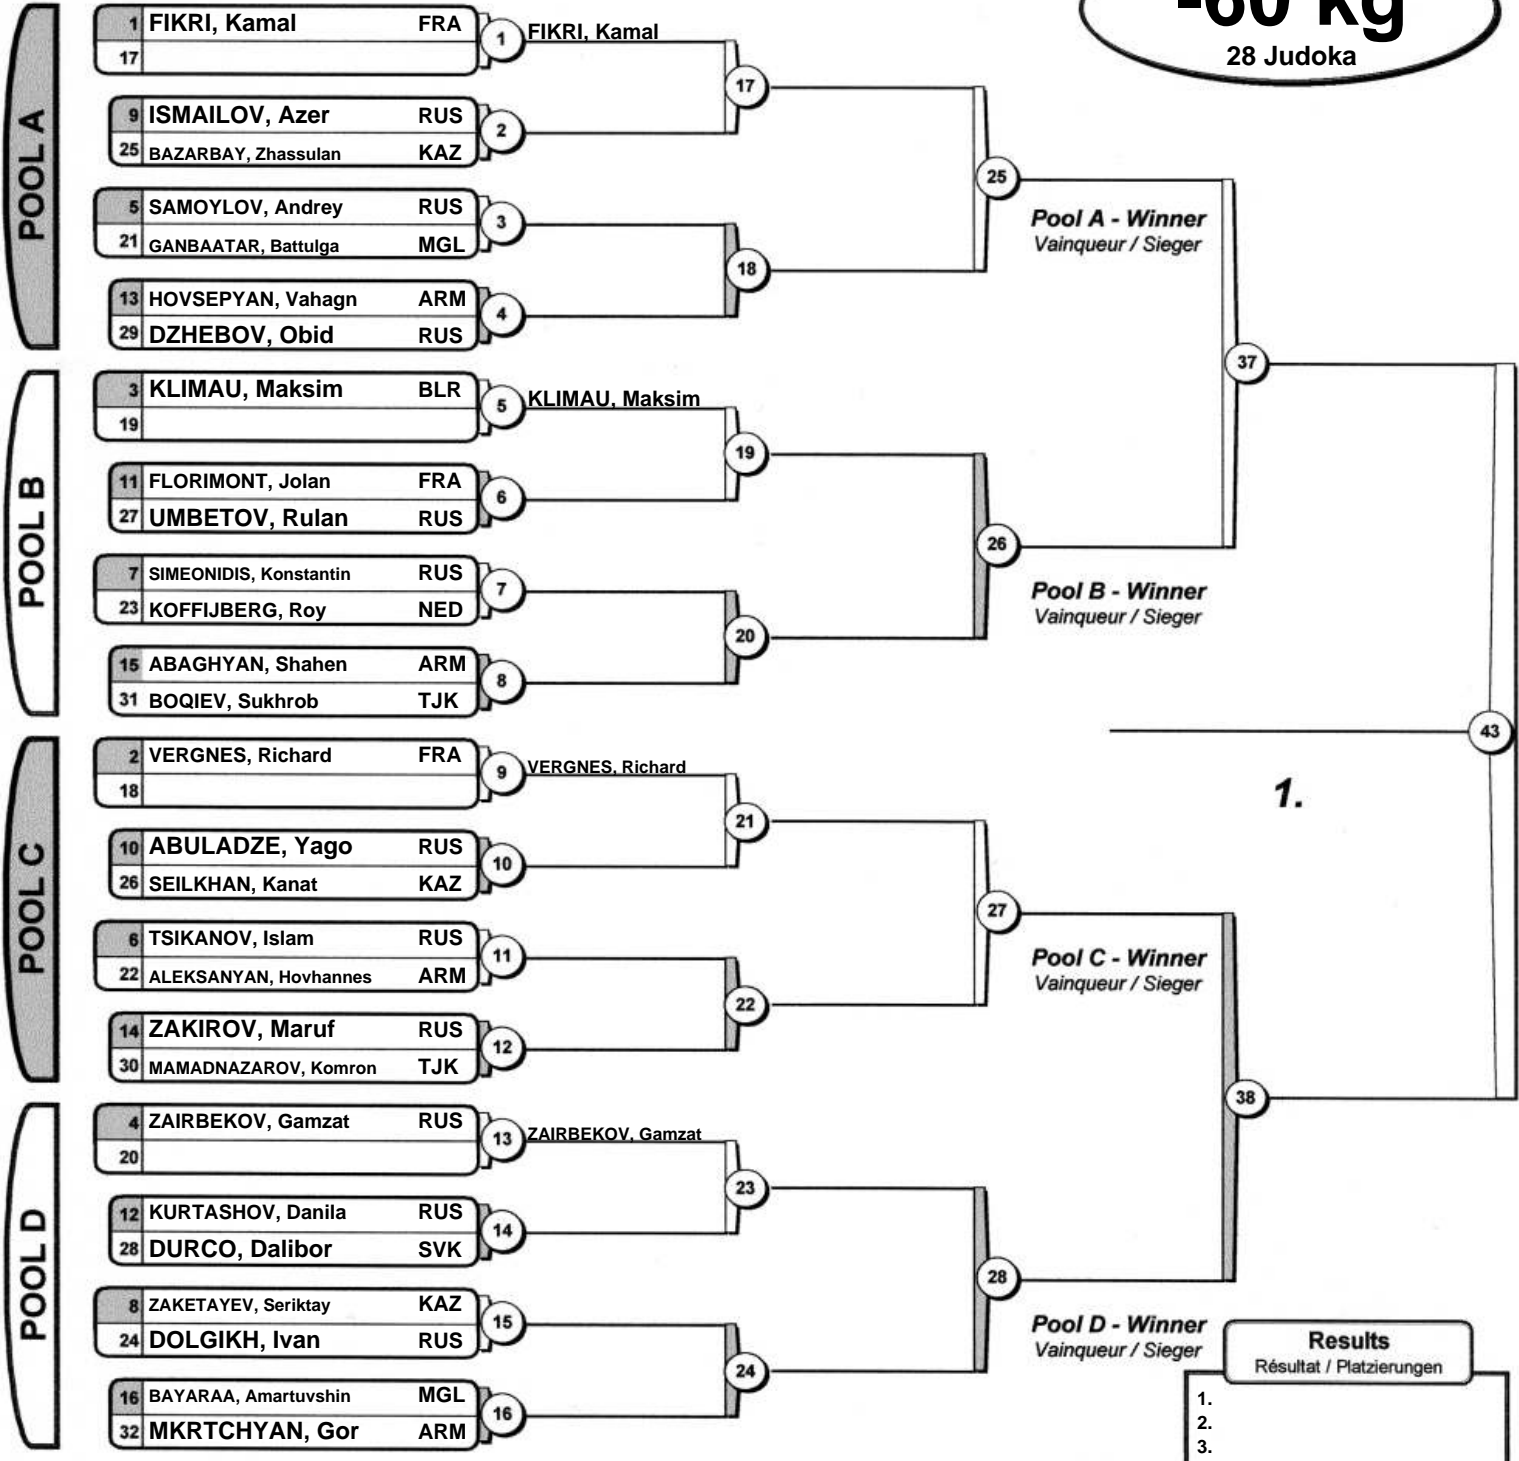 -60 kg
28 Judoka
POOL A
1 FIKRI, Kamal FRA
17
1 FIKRI, Kamal
9 ISMAILOV, Azer RUS
25 BAZARBAY, Zhassulan KAZ
2
17
5 SAMOYLOV, Andrey RUS
21 GANBAATAR, Battulga MGL
3
13 HOVSEPYAN, Vahagn ARM
29 DZHEBOV, Obid RUS
4
18
25
Pool A - Winner
Vainqueur / Sieger
POOL B
3 KLIMAU, Maksim BLR
19
5 KLIMAU, Maksim
11 FLORIMONT, Jolan FRA
27 UMBETOV, Rulan RUS
6
19
7 SIMEONIDIS, Konstantin RUS
23 KOFFIJBERG, Roy NED
7
15 ABAGHYAN, Shahen ARM
31 BOQIEV, Sukhrob TJK
8
20
26
Pool B - Winner
Vainqueur / Sieger
37
POOL C
2 VERGNES, Richard FRA
18
9 VERGNES, Richard
10 ABULADZE, Yago RUS
26 SEILKHAN, Kanat KAZ
10
21
6 TSIKANOV, Islam RUS
22 ALEKSANYAN, Hovhannes ARM
11
14 ZAKIROV, Maruf RUS
30 MAMADNAZAROV, Komron TJK
12
22
27
Pool C - Winner
Vainqueur / Sieger
43
1.
POOL D
4 ZAIRBEKOV, Gamzat RUS
20
13 ZAIRBEKOV, Gamzat
12 KURTASHOV, Danila RUS
28 DURCO, Dalibor SVK
14
23
8 ZAKETAYEV, Seriktay KAZ
24 DOLGIKH, Ivan RUS
15
16 BAYARAA, Amartuvshin MGL
32 MKRTCHYAN, Gor ARM
16
24
28
Pool D - Winner
Vainqueur / Sieger
38
Results
Résultat / Platzierungen
1.
2.
3.